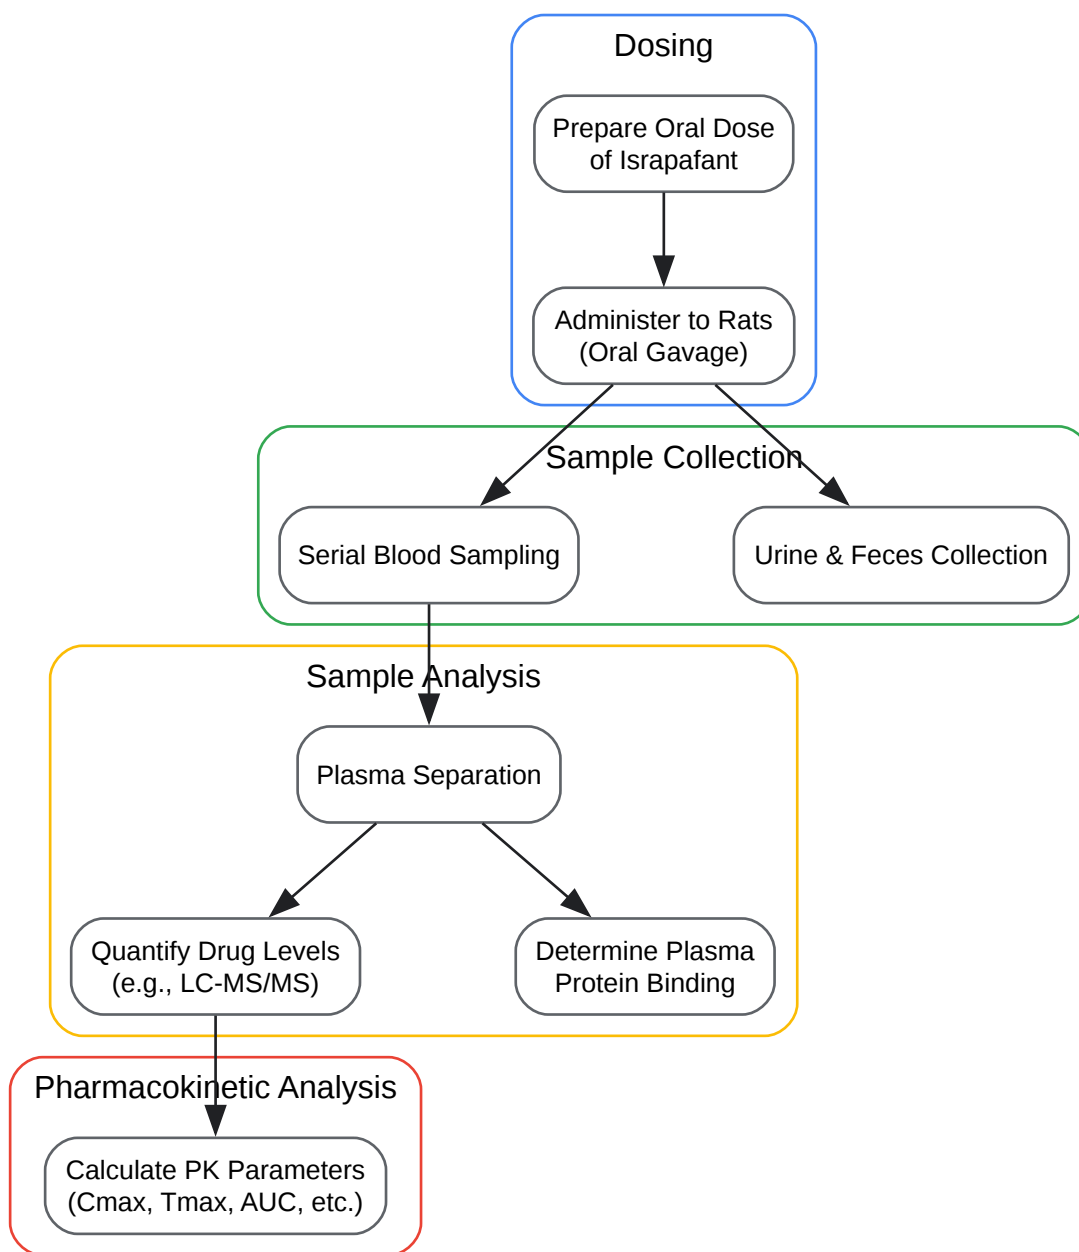 Dosing
Prepare Oral Dose
of Israpafant
Administer to Rats
(Oral Gavage)
Sample Collection
Serial Blood Sampling
Urine & Feces Collection
Sample Analysis
Plasma Separation
Quantify Drug Levels
(e.g., LC-MS/MS)
Determine Plasma
Protein Binding
Pharmacokinetic Analysis
Calculate PK Parameters
(Cmax, Tmax, AUC, etc.)